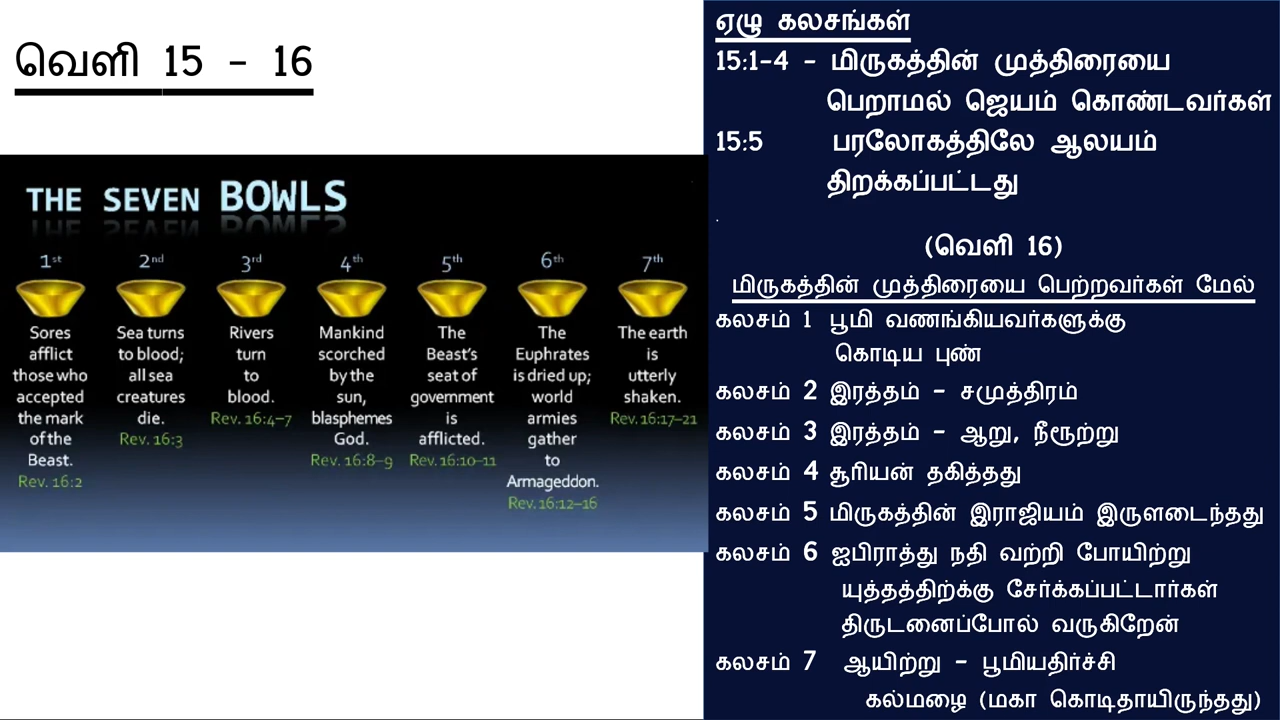 வெளி 15 - 16
THE SEVEN BOWLS
1st
Sores
afflict
those who
accepted
the mark
of the
Beast.
Rev. 16:2
2nd
Sea turns
to blood;
all sea
creatures
die.
Rev. 16:3
3rd
Rivers
turn
to
blood.
Rev. 16:4–7
4th
Mankind
scorched
by the
sun,
blasphemes
God.
Rev. 16:8–9
5th
The
Beast's
seat of
government
is
afflicted.
Rev. 16:10–11
6th
The
Euphrates
is dried up;
world
armies
gather
to
Armageddon.
Rev. 16:12–16
7th
The earth
is
utterly
shaken.
Rev. 16:17–21
ஏழு கலசங்கள்
15:1-4 - மிருகத்தின் முத்திரையை
பெறாமல் ஜெயம் கொண்டவர்கள்
15:5 பரலோகத்திலே ஆலயம்
திறக்கப்பட்டது
(வெளி 16)
மிருகத்தின் முத்திரையை பெற்றவர்கள் மேல்
கலசம் 1 பூமி வணங்கியவர்களுக்கு
கொடிய புண்
கலசம் 2 இரத்தம் - சமுத்திரம்
கலசம் 3 இரத்தம் - ஆறு, நீரூற்று
கலசம் 4 சூரியன் தகித்தது
கலசம் 5 மிருகத்தின் இராஜியம் இருளடைந்தது
கலசம் 6 ஐபிராத்து நதி வற்றி போயிற்று
யுத்தத்திற்க்கு சேர்க்கப்பட்டார்கள்
திருடனைப்போல் வருகிறேன்
கலசம் 7 ஆயிற்று - பூமியதிர்ச்சி
கல்மழை (மகா கொடிதாயிருந்தது)